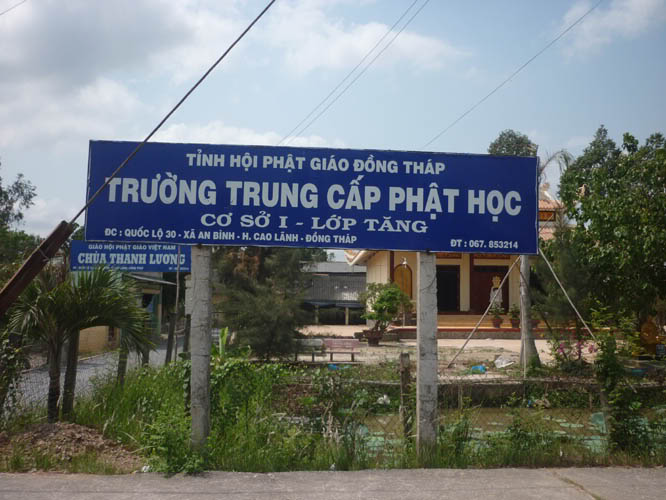 TỈNH HỘI PHẬT GIÁO ĐỒNG THÁP
TRƯỜNG TRUNG CẤP PHẬT HỌC
CƠ SỞ I - LỚP TĂNG
ĐC : QUỐC LỘ 30 - XÃ AN BÌNH - H. CAO LÃNH - ĐỒNG THÁP
ĐT : 067. 853214
GIÁO HỘI PHẬT GIÁO VIỆT NAM
CHÙA THANH LƯƠNG